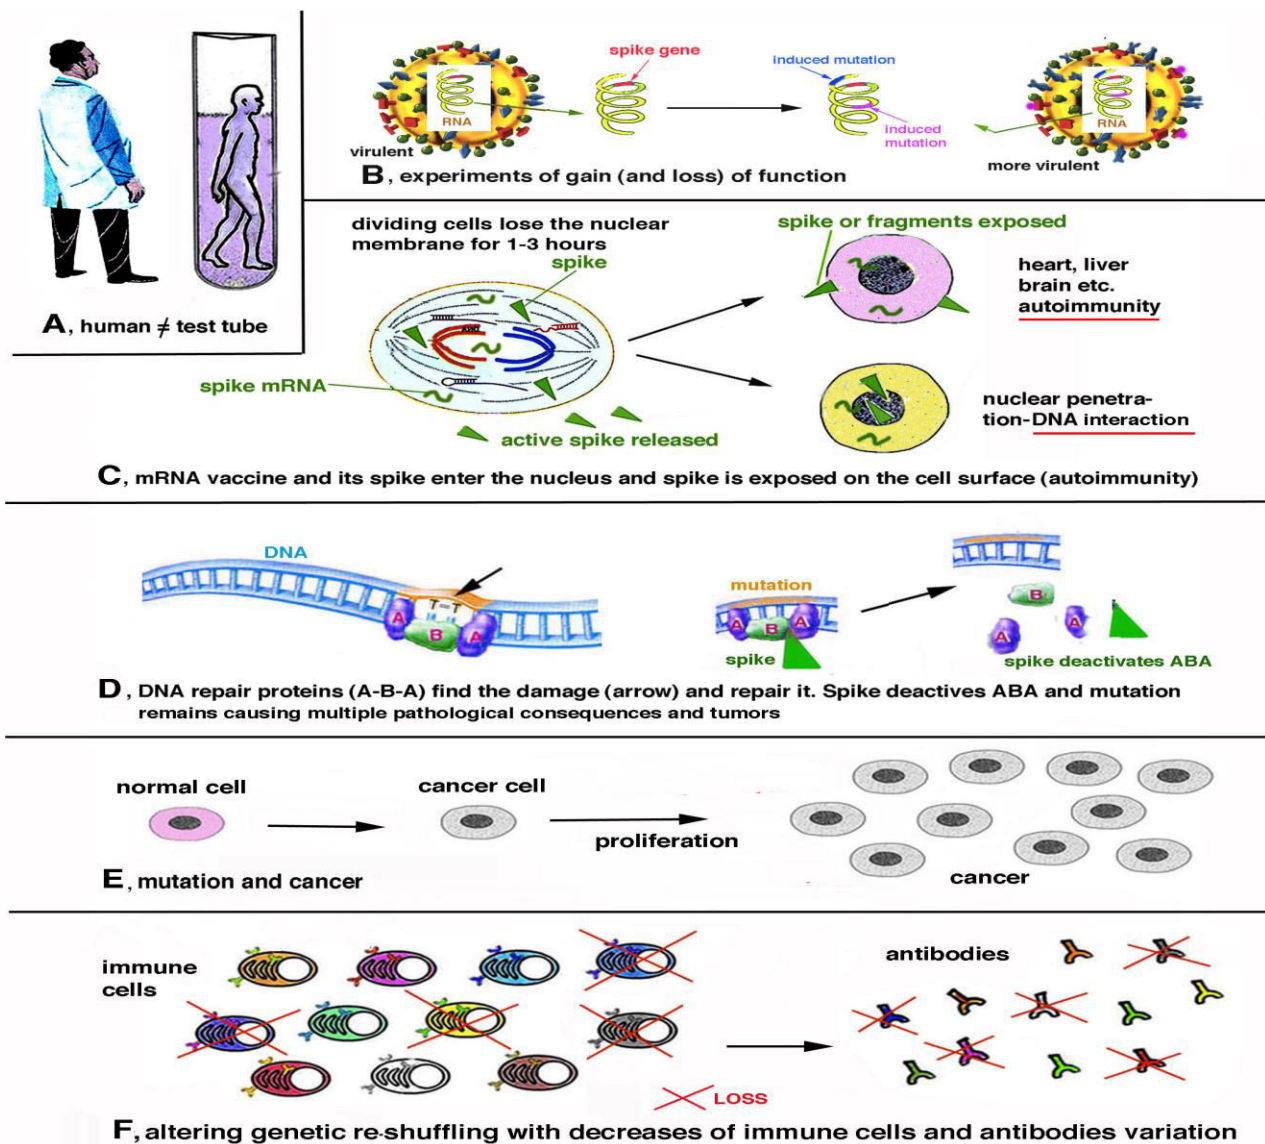 A, human ≠ test tube
spike gene
RNA
virulent
induced mutation
induced
mutation
RNA
more virulent
B, experiments of gain (and loss) of function
dividing cells lose the nuclear
membrane for 1-3 hours
spike
spike mRNA
active spike released
spike or fragments exposed
heart, liver
brain etc.
autoimmunity
nuclear penetra-
tion-DNA interaction
C, mRNA vaccine and its spike enter the nucleus and spike is exposed on the cell surface (autoimmunity)
DNA
T=T
A
B
A
mutation
A
B
A
spike
B
A
A
spike deactivates ABA
D, DNA repair proteins (A-B-A) find the damage (arrow) and repair it. Spike deactives ABA and mutation
remains causing multiple pathological consequences and tumors
normal cell
cancer cell
proliferation
cancer
E, mutation and cancer
immune
cells
antibodies
LOSS
F, altering genetic re-shuffling with decreases of immune cells and antibodies variation